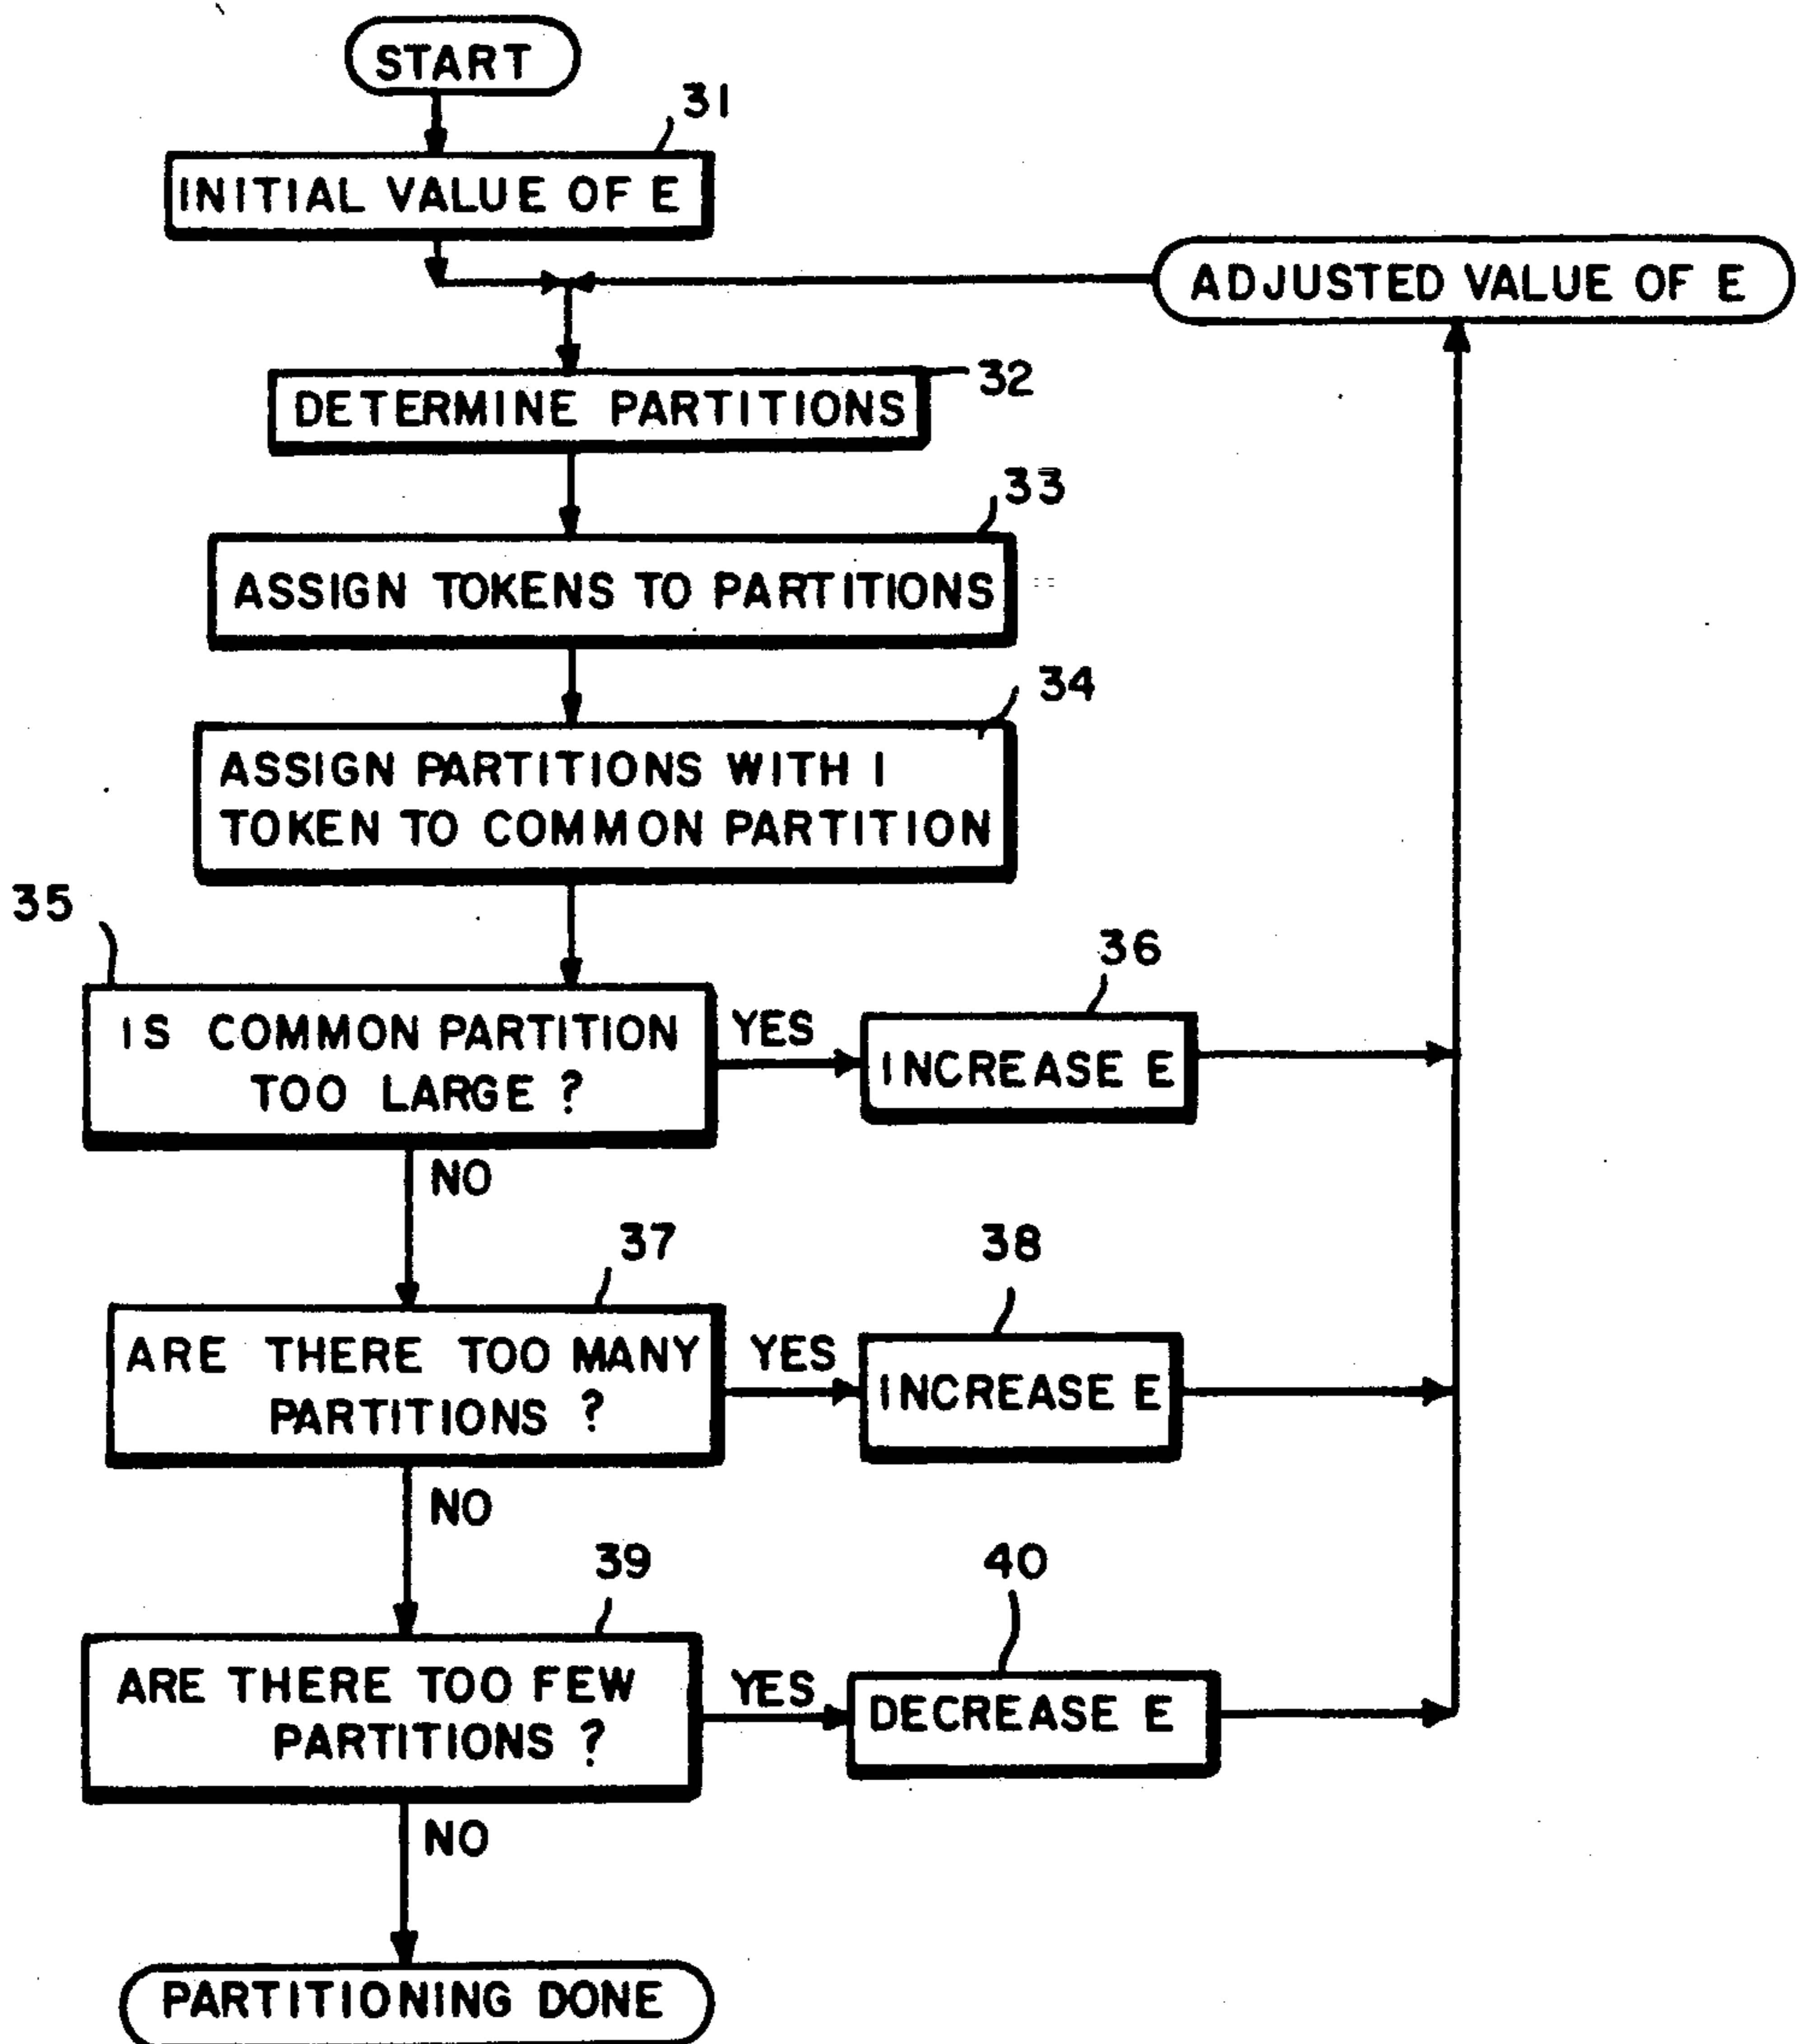 START
31
INITIAL VALUE OF E
ADJUSTED VALUE OF E
DETERMINE PARTITIONS
32
33
ASSIGN TOKENS TO PARTITIONS
34
ASSIGN PARTITIONS WITH 1
TOKEN TO COMMON PARTITION
35
IS COMMON PARTITION
TOO LARGE ?
YES
36
INCREASE E
NO
37
ARE THERE TOO MANY
PARTITIONS ?
YES
38
INCREASE E
NO
39
ARE THERE TOO FEW
PARTITIONS ?
YES
40
DECREASE E
NO
PARTITIONING DONE